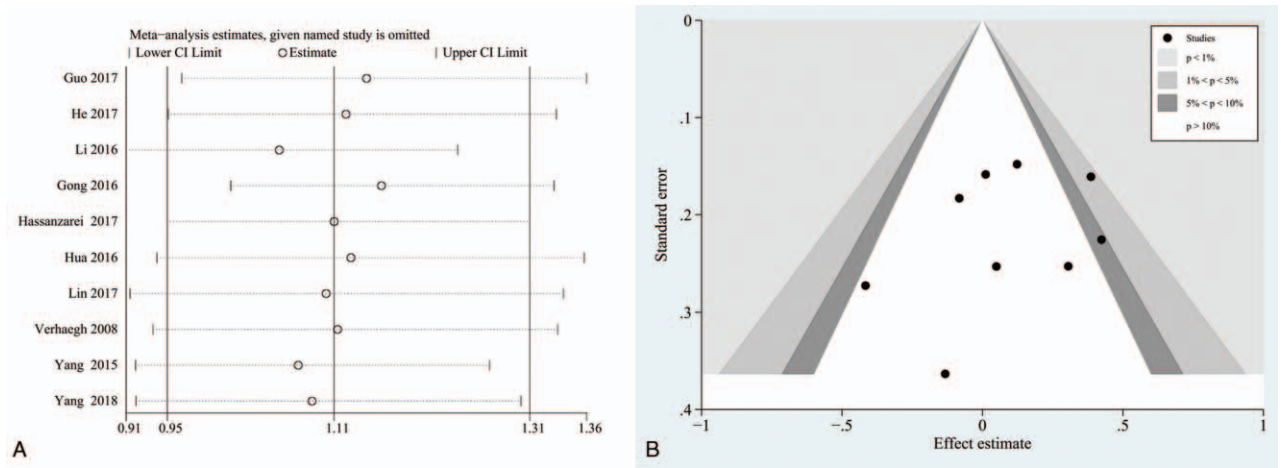 Meta-analysis estimates, given named study is omitted
| Lower CI Limit ○ Estimate | Upper CI Limit
Guo 2017
He 2017
Li 2016
Gong 2016
Hassanzarei 2017
Hua 2016
Lin 2017
Verhaegh 2008
Yang 2015
Yang 2018
0.91 0.95 1.11 1.31 1.36
A
Studies
p < 1%
1% < p < 5%
5% < p < 10%
p > 10%
Standard error
0
.1
.2
.3
.4
−1 −.5 0 .5 1
Effect estimate
B